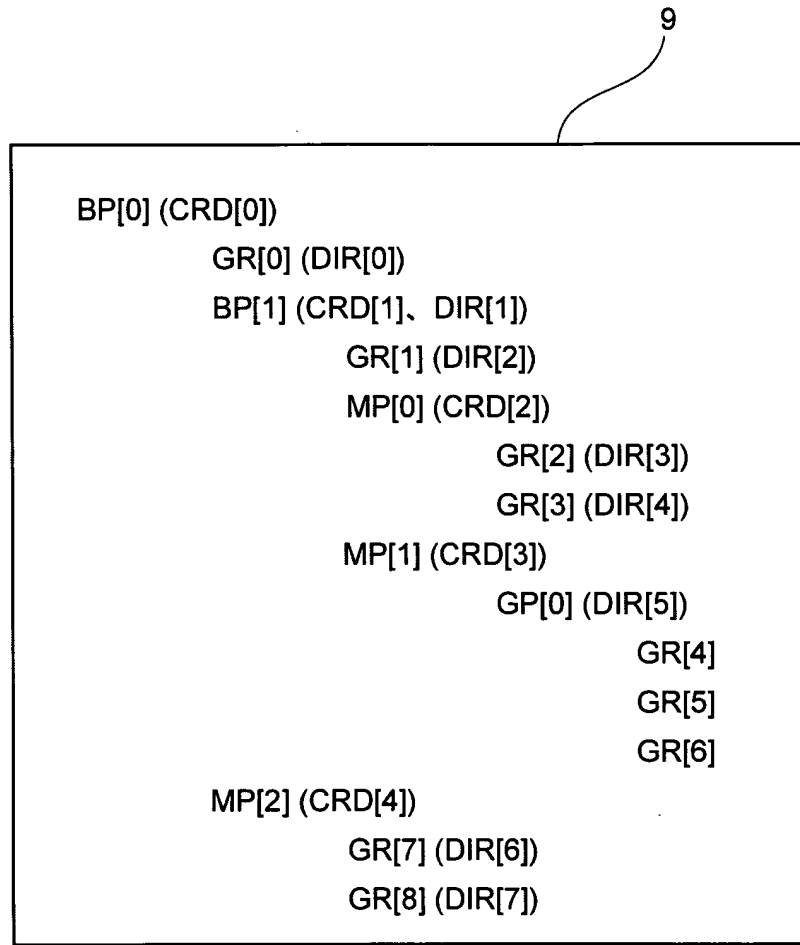 9
BP[0] (CRD[0])
GR[0] (DIR[0])
BP[1] (CRD[1]、DIR[1])
GR[1] (DIR[2])
MP[0] (CRD[2])
GR[2] (DIR[3])
GR[3] (DIR[4])
MP[1] (CRD[3])
GP[0] (DIR[5])
GR[4]
GR[5]
GR[6]
MP[2] (CRD[4])
GR[7] (DIR[6])
GR[8] (DIR[7])